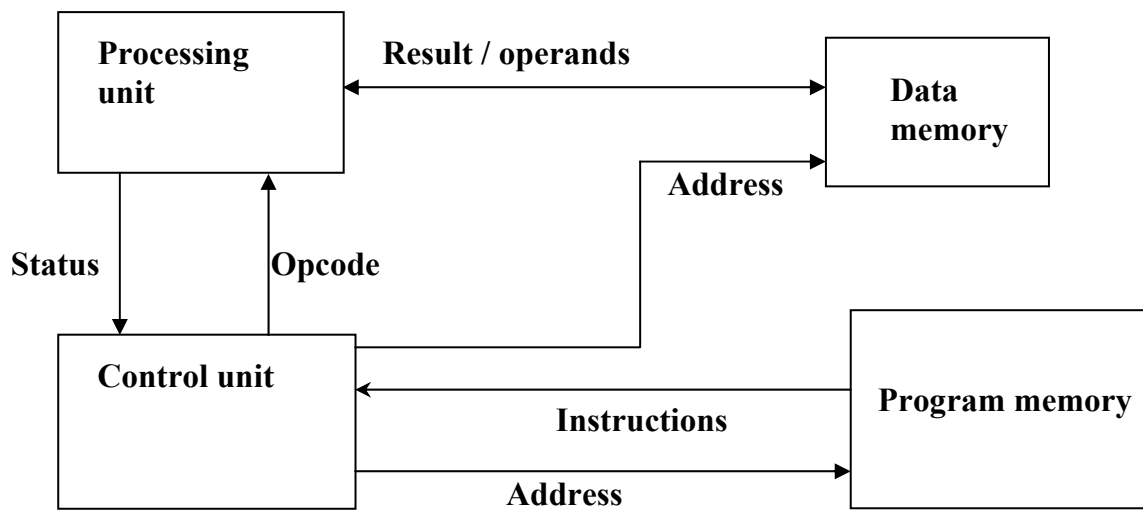 Processing
unit
Result / operands
Data
memory
Address
Status
Opcode
Control unit
Instructions
Program memory
Address